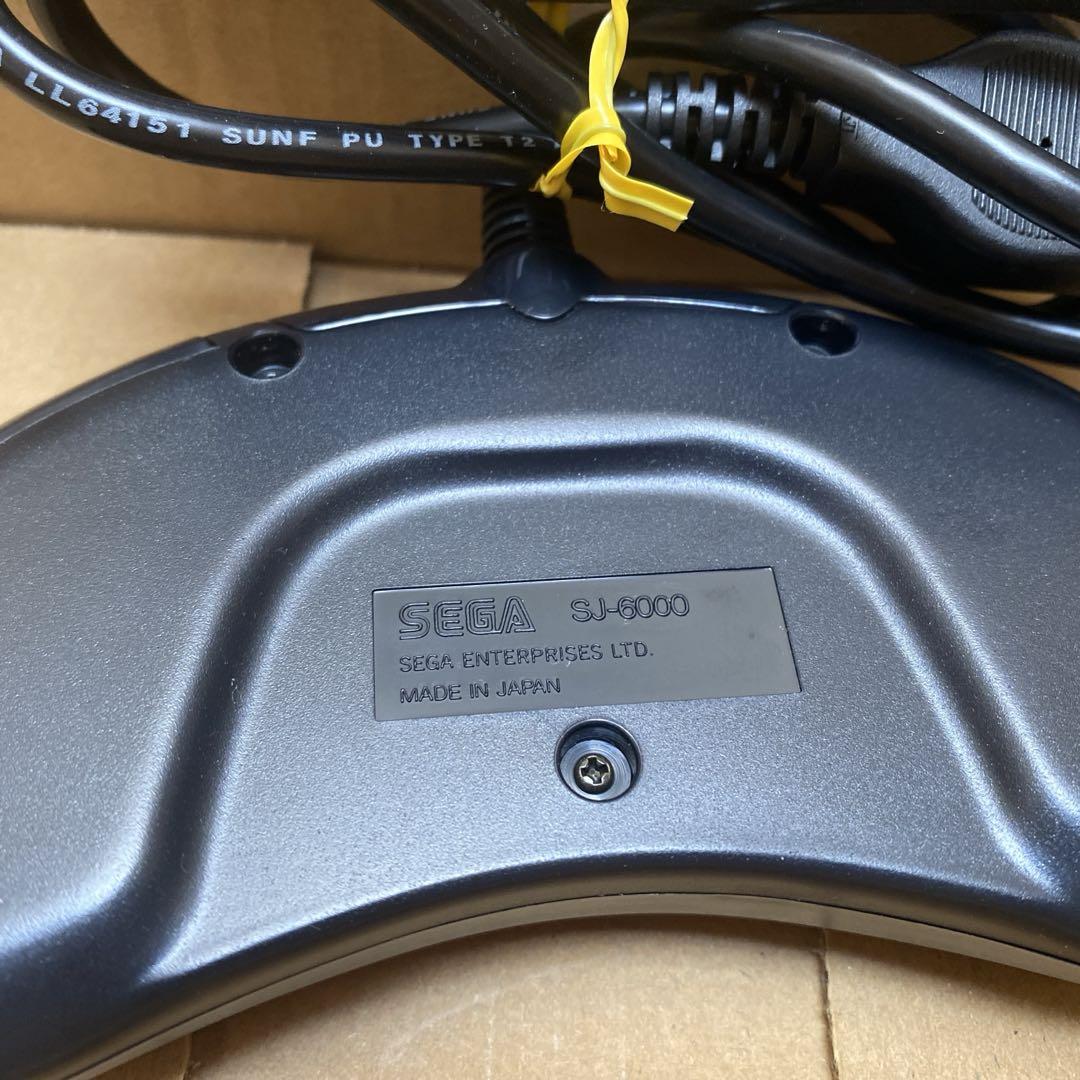 LL64151 SUNF PU TYPE T2
SEGA SJ-6000
SEGA ENTERPRISES LTD.
MADE IN JAPAN